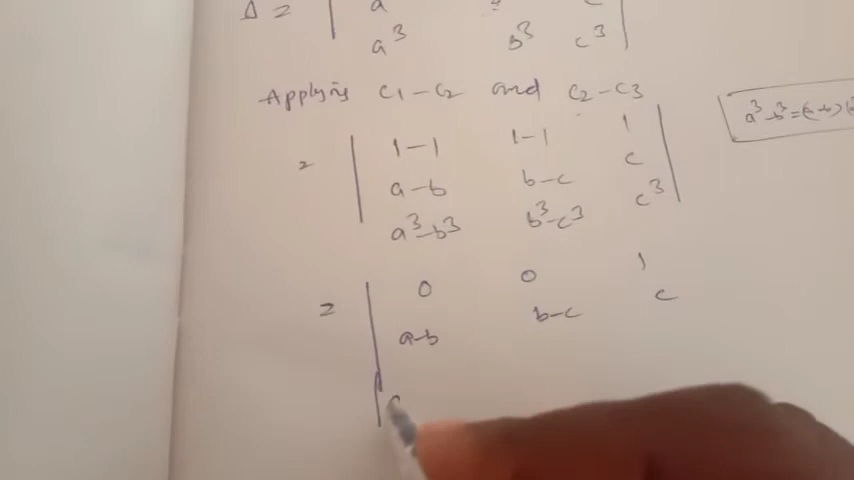 Δ = | a c |
| a³ b³ c³ |
Applying C1-C2 and C2-C3
= | 1-1 1-1 1 |
| a-b b-c c |
| a³-b³ b³-c³ c³ |
a³-b³=(a-b)(
= | 0 0 1
| a-b b-c c
|